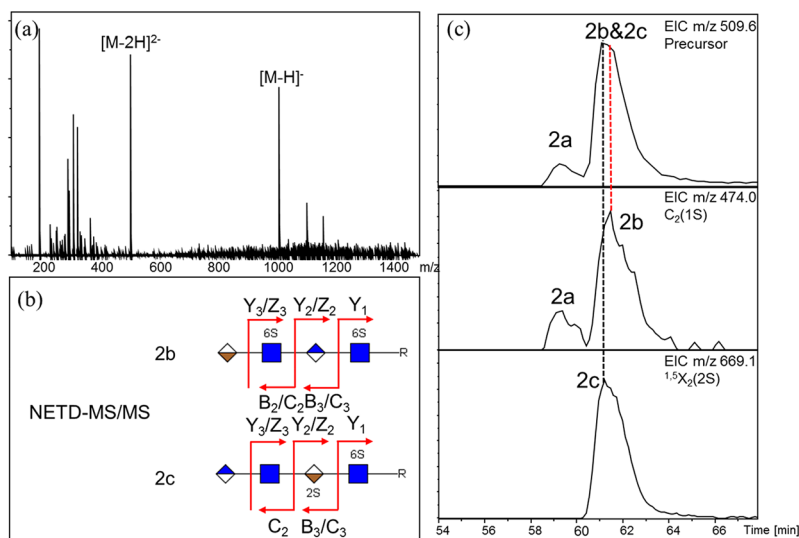 (a)
[M-2H]2-
[M-H]-
200 400 600 800 1000 1200 1400 m/z
(b)
Y3/Z3 Y2/Z2 Y1
6S 6S
2b R
B2/C2 B3/C3
NETD-MS/MS
Y3/Z3 Y2/Z2 Y1
6S
2c R
2S
C2 B3/C3
(c)
2b&2c
EIC m/z 509.6
Precursor
2a
EIC m/z 474.0
C2(1S)
2b
2a
EIC m/z 669.1
1,5X2(2S)
2c
54 56 58 60 62 64 66 Time [min]